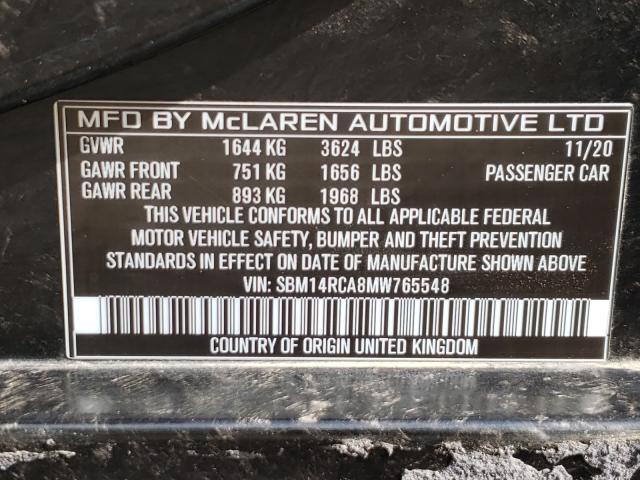 MFD BY McLAREN AUTOMOTIVE LTD
GVWR 1644 KG 3624 LBS 11/20
GAWR FRONT 751 KG 1656 LBS PASSENGER CAR
GAWR REAR 893 KG 1968 LBS
THIS VEHICLE CONFORMS TO ALL APPLICABLE FEDERAL
MOTOR VEHICLE SAFETY, BUMPER AND THEFT PREVENTION
STANDARDS IN EFFECT ON DATE OF MANUFACTURE SHOWN ABOVE
VIN: SBM14RCA8MW765548
COUNTRY OF ORIGIN UNITED KINGDOM